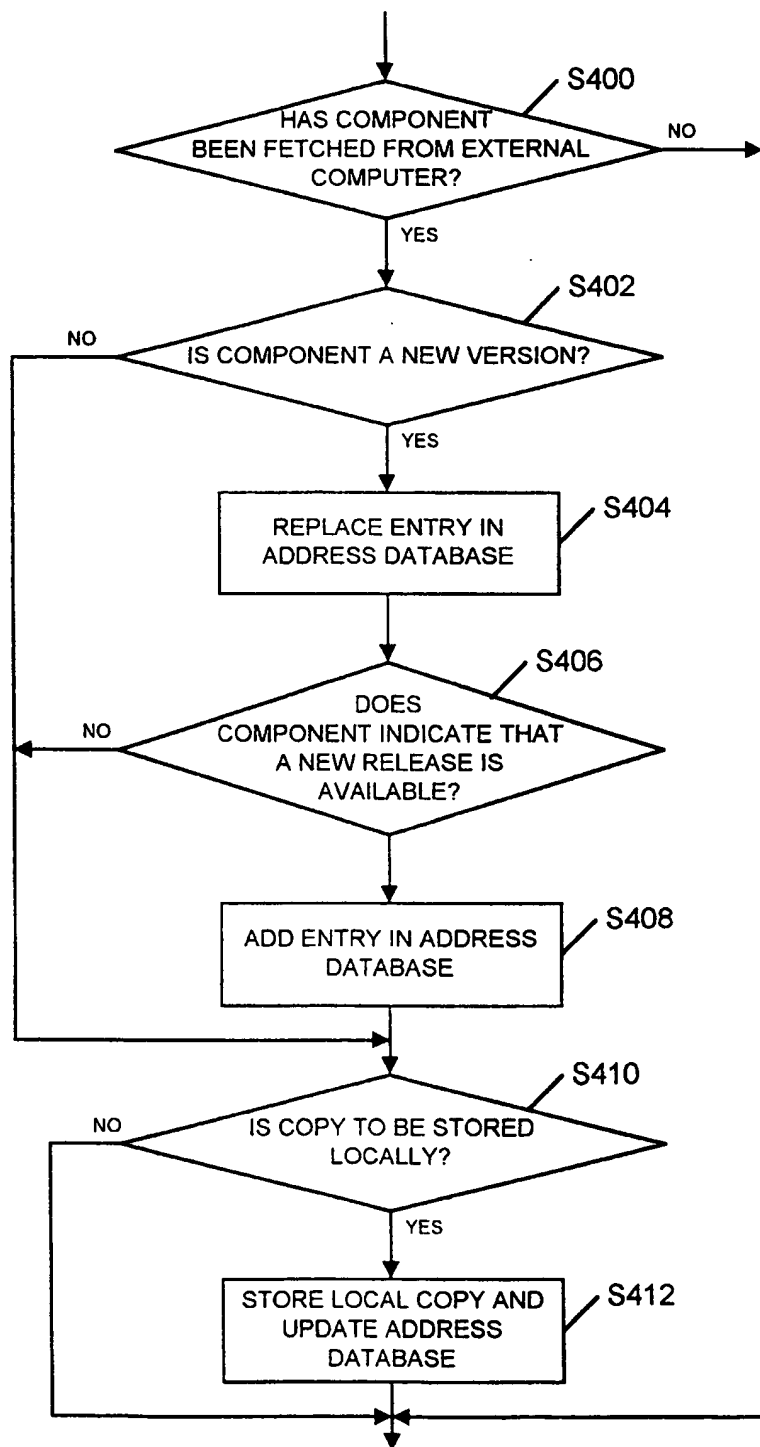 S400
HAS COMPONENT
BEEN FETCHED FROM EXTERNAL
COMPUTER?
NO
YES
S402
NO
IS COMPONENT A NEW VERSION?
YES
S404
REPLACE ENTRY IN
ADDRESS DATABASE
S406
DOES
COMPONENT INDICATE THAT
A NEW RELEASE IS
AVAILABLE?
NO
S408
ADD ENTRY IN ADDRESS
DATABASE
S410
NO
IS COPY TO BE STORED
LOCALLY?
YES
S412
STORE LOCAL COPY AND
UPDATE ADDRESS
DATABASE